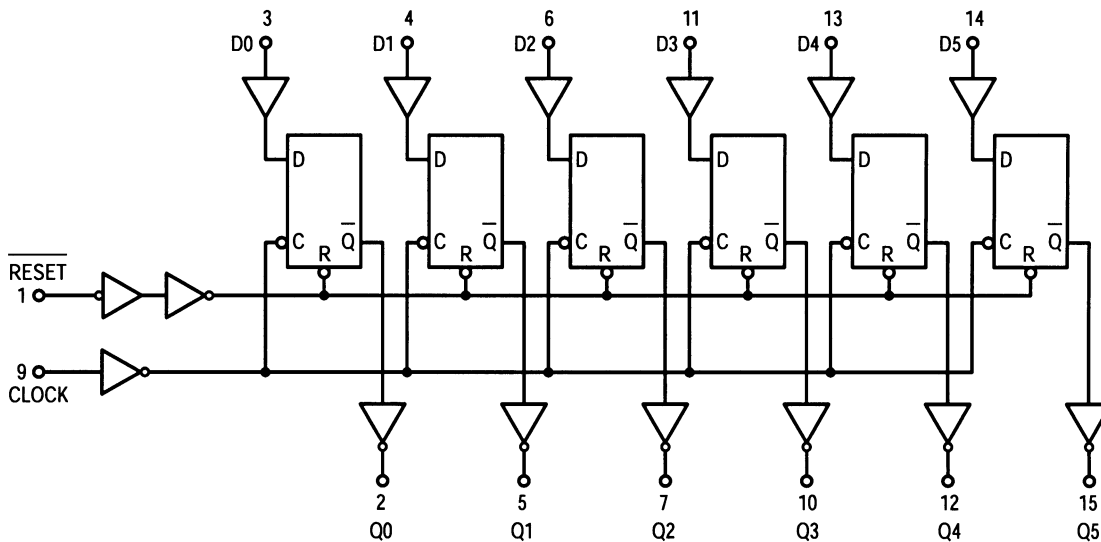 3 4 6 11 13 14
D0 D1 D2 D3 D4 D5
D D D D D D
C Q̅ C Q̅ C Q̅ C Q̅ C Q̅ C Q̅
R R R R R R
R̅E̅S̅E̅T̅
1
9
CLOCK
2 5 7 10 12 15
Q0 Q1 Q2 Q3 Q4 Q5